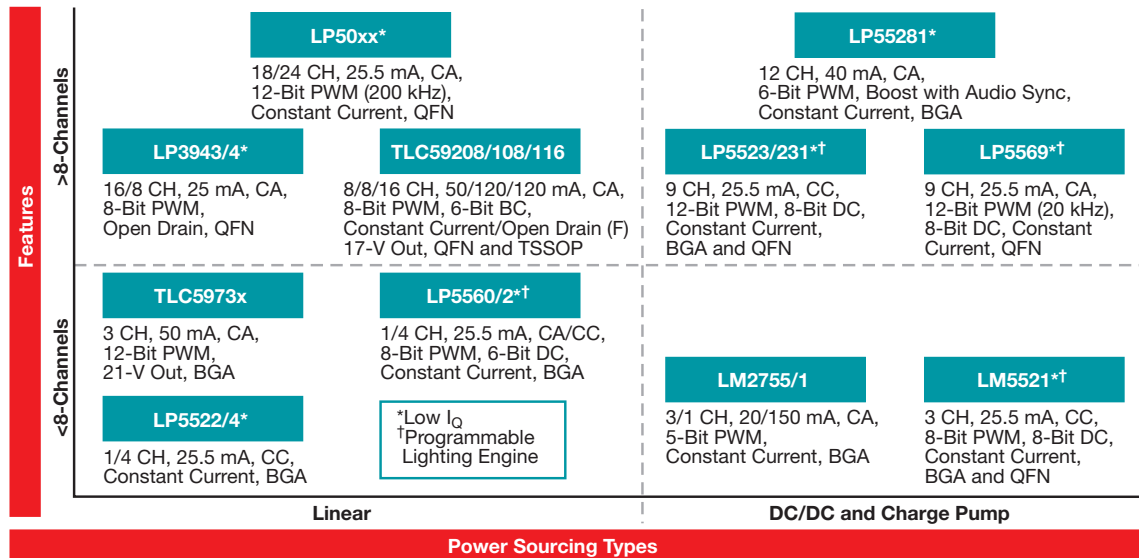 Features
>8-Channels
<8-Channels
LP50xx*
18/24 CH, 25.5 mA, CA,
12-Bit PWM (200 kHz),
Constant Current, QFN
LP3943/4*
16/8 CH, 25 mA, CA,
8-Bit PWM,
Open Drain, QFN
TLC59208/108/116
8/8/16 CH, 50/120/120 mA, CA,
8-Bit PWM, 6-Bit BC,
Constant Current/Open Drain (F)
17-V Out, QFN and TSSOP
LP55281*
12 CH, 40 mA, CA,
6-Bit PWM, Boost with Audio Sync,
Constant Current, BGA
LP5523/231*†
9 CH, 25.5 mA, CC,
12-Bit PWM, 8-Bit DC,
Constant Current,
BGA and QFN
LP5569*†
9 CH, 25.5 mA, CA,
12-Bit PWM (20 kHz),
8-Bit DC, Constant
Current, QFN
TLC5973x
3 CH, 50 mA, CA,
12-Bit PWM,
21-V Out, BGA
LP5560/2*†
1/4 CH, 25.5 mA, CA/CC,
8-Bit PWM, 6-Bit DC,
Constant Current, BGA
LP5522/4*
1/4 CH, 25.5 mA, CC,
Constant Current, BGA
*Low IQ
†Programmable
Lighting Engine
LM2755/1
3/1 CH, 20/150 mA, CA,
5-Bit PWM,
Constant Current, BGA
LM5521*†
3 CH, 25.5 mA, CC,
8-Bit PWM, 8-Bit DC,
Constant Current,
BGA and QFN
Linear
DC/DC and Charge Pump
Power Sourcing Types